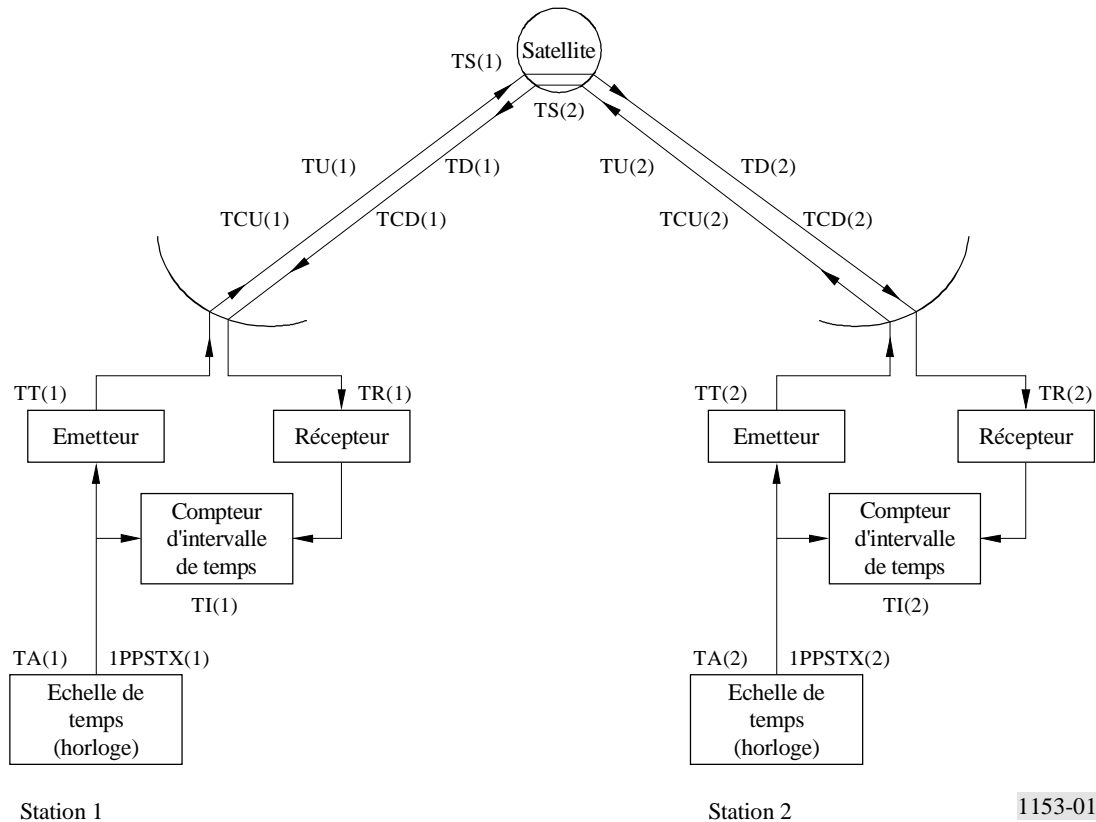 Satellite
TS(1)
TS(2)
TU(1)
TD(1)
TU(2)
TD(2)
TCU(1)
TCD(1)
TCU(2)
TCD(2)
TT(1)
TR(1)
TT(2)
TR(2)
Emetteur
Récepteur
Emetteur
Récepteur
Compteur
d'intervalle
de temps
Compteur
d'intervalle
de temps
TI(1)
TI(2)
TA(1)
1PPSTX(1)
TA(2)
1PPSTX(2)
Echelle de
temps
(horloge)
Echelle de
temps
(horloge)
Station 1
Station 2
1153-01